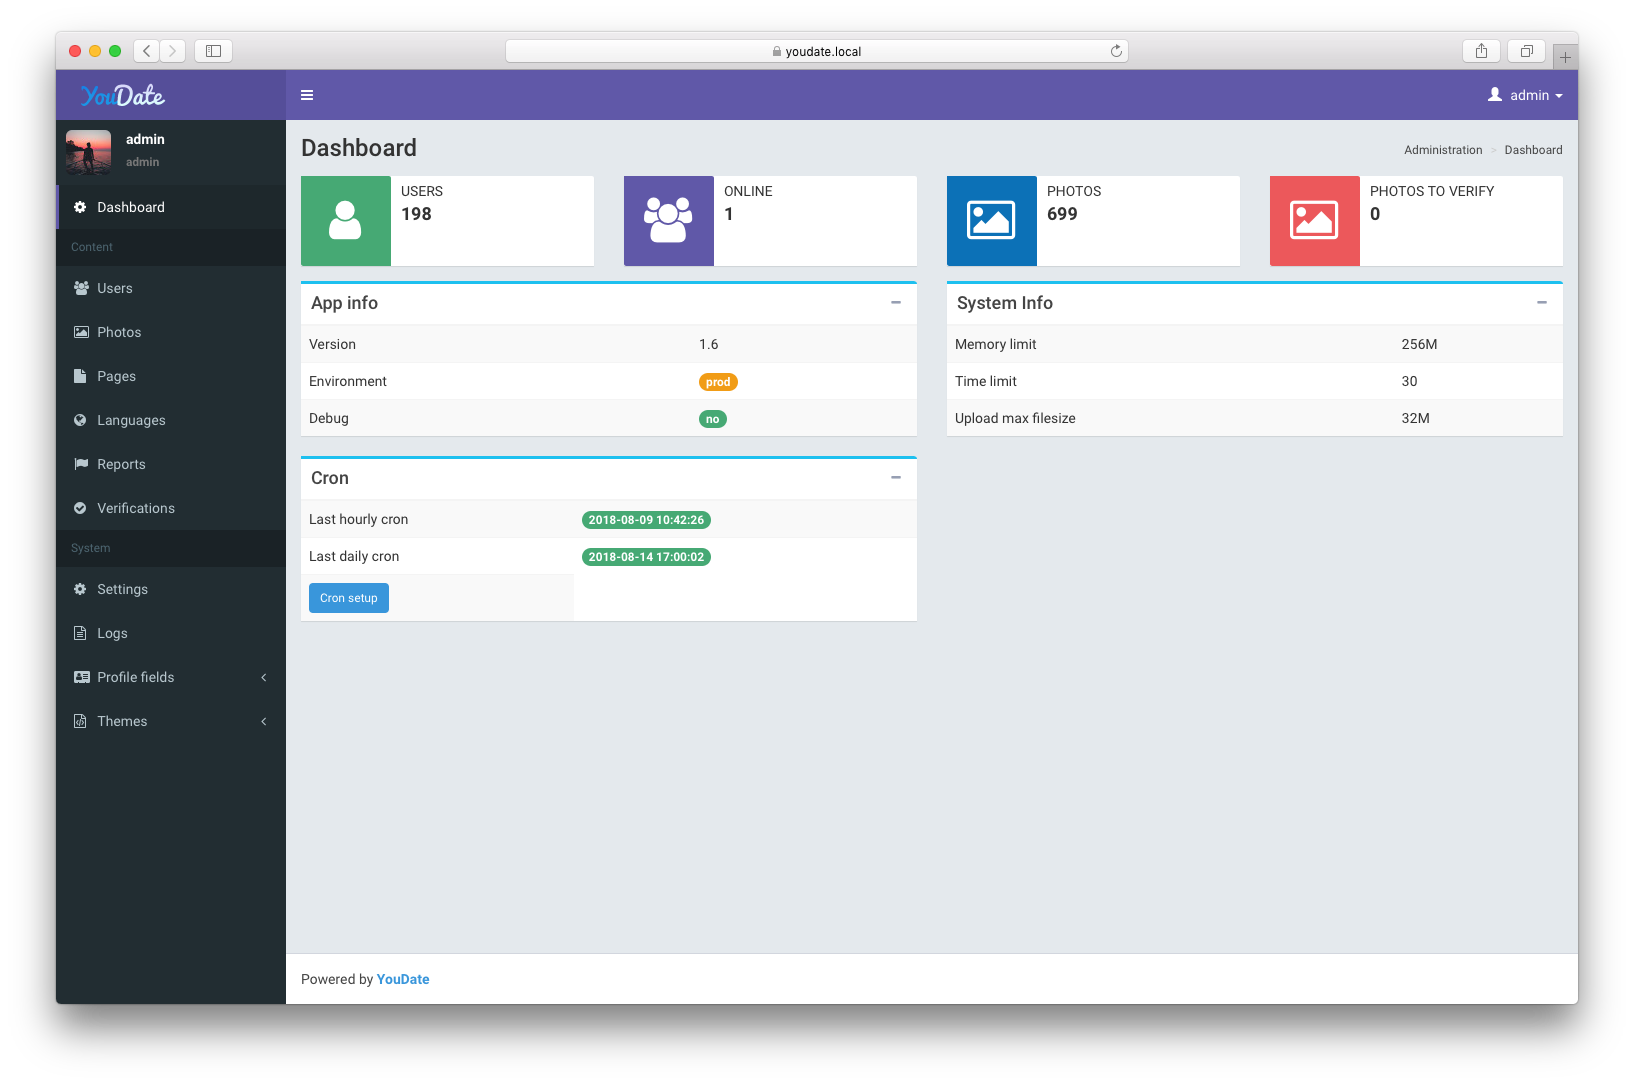 youdate.local
YouDate
admin
admin
admin
Dashboard
Content
Users
Photos
Pages
Languages
Reports
Verifications
System
Settings
Logs
Profile fields
Themes
Dashboard
Administration > Dashboard
USERS
198
ONLINE
1
PHOTOS
699
PHOTOS TO VERIFY
0
App info
Version 1.6
Environment prod
Debug no
System Info
Memory limit 256M
Time limit 30
Upload max filesize 32M
Cron
Last hourly cron 2018-08-09 10:42:26
Last daily cron 2018-08-14 17:00:02
Cron setup
Powered by YouDate